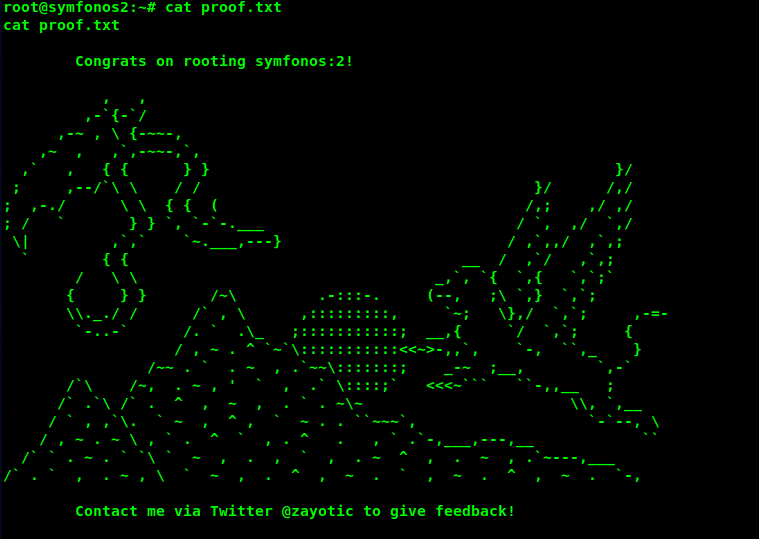 root@symfonos2:~# cat proof.txt
cat proof.txt
Congrats on rooting symfonos:2!
Contact me via Twitter @zayotic to give feedback!